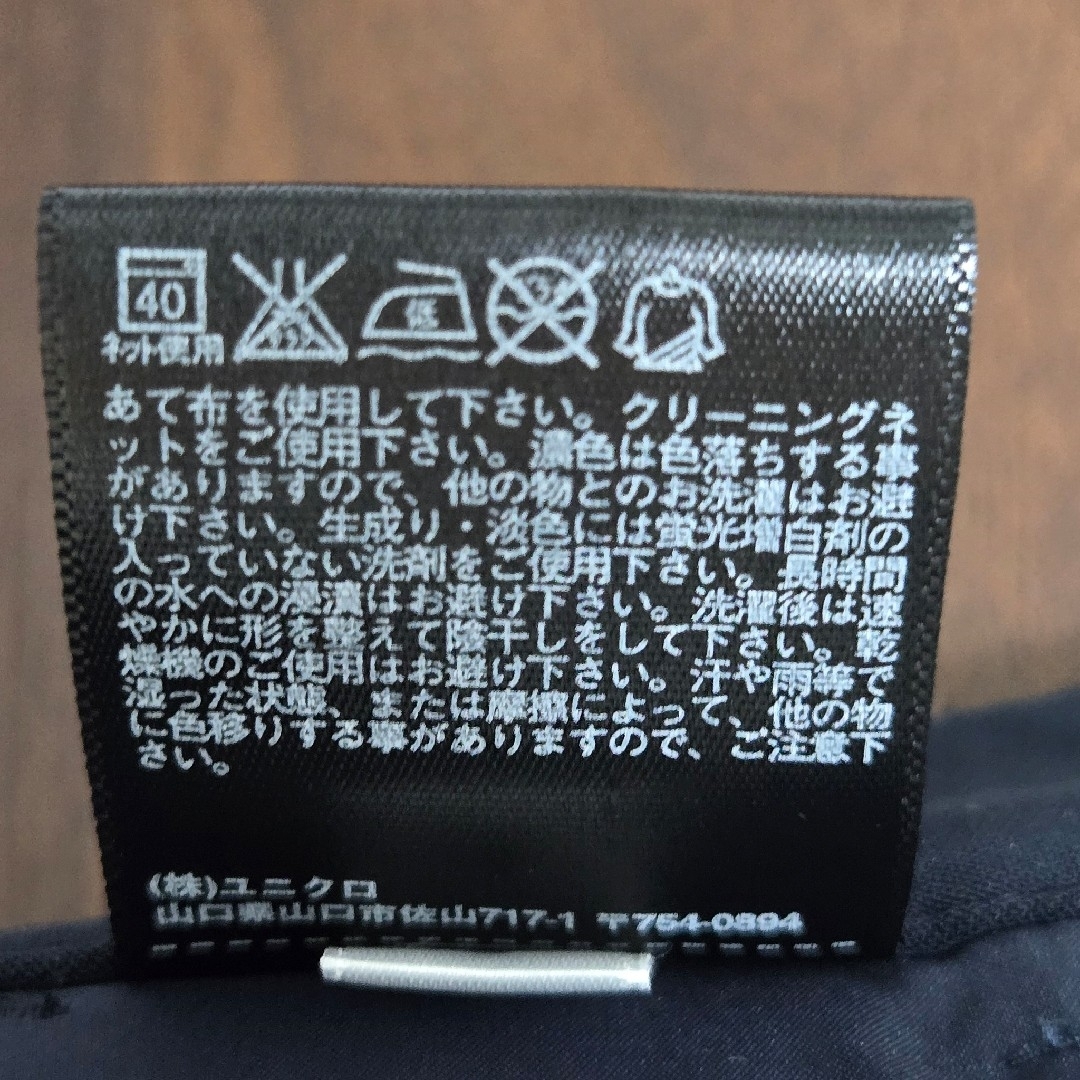 40
ネット使用
低
あて布を使用して下さい。クリーニングネ
ットをご使用下さい。濃色は色落ちする事
がありますので、他の物とのお洗濯はお避
け下さい。生成り・淡色には蛍光増白剤の
入っていない洗剤をご使用下さい。長時間
の水への浸漬はお避け下さい。洗濯後は速
やかに形を整えて陰干しをして下さい。乾
燥機のご使用はお避け下さい。汗や雨等で
湿った状態、または摩擦によって、他の物
に色移りする事がありますので、ご注意下
さい。
(株)ユニクロ
山口県山口市佐山717-1 〒754-0894